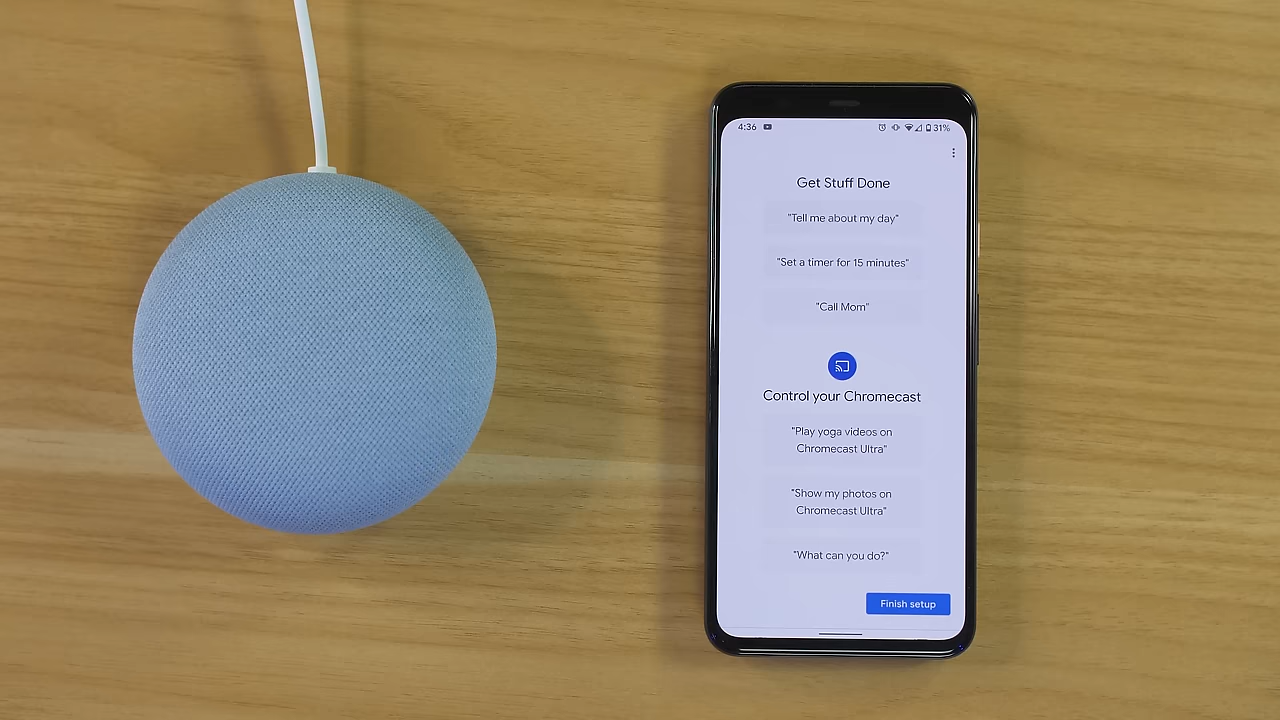 4:36
31%
Get Stuff Done
"Tell me about my day"
"Set a timer for 15 minutes"
"Call Mom"
Control your Chromecast
"Play yoga videos on
Chromecast Ultra"
"Show my photos on
Chromecast Ultra"
"What can you do?"
Finish setup